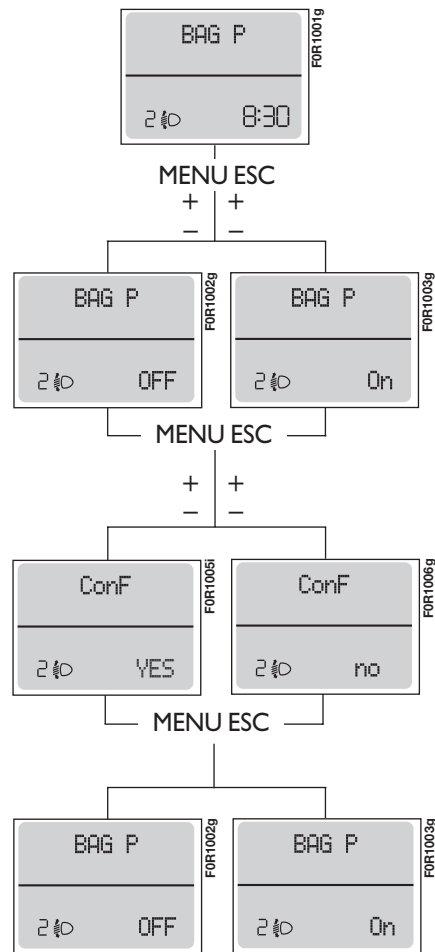 BAG P
2 8:30
F0R1001g
MENU ESC
+ +
– –
BAG P
2 OFF
F0R1002g
BAG P
2 On
F0R1003g
MENU ESC
+ +
– –
ConF
2 YES
F0R1005i
ConF
2 no
F0R1006g
MENU ESC
BAG P
2 OFF
F0R1002g
BAG P
2 On
F0R1003g